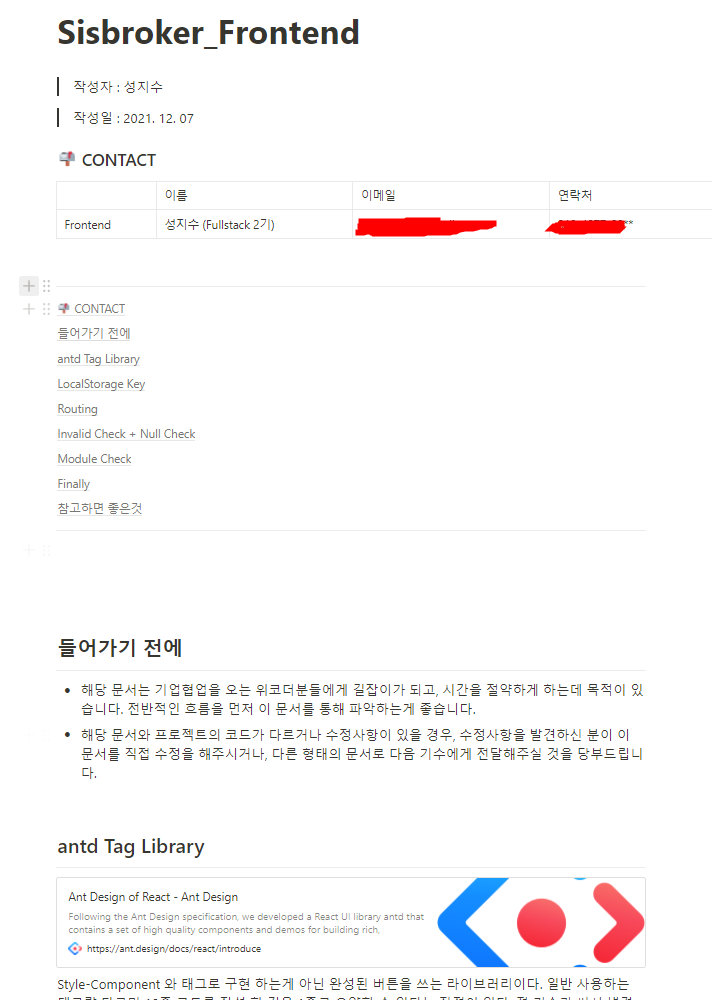 Sisbroker_Frontend
작성자 : 성지수
작성일 : 2021. 12. 07
CONTACT
이름 이메일 연락처
Frontend 성지수 (Fullstack 2기)
CONTACT
들어가기 전에
antd Tag Library
LocalStorage Key
Routing
Invalid Check + Null Check
Module Check
Finally
참고하면 좋은것
들어가기 전에
• 해당 문서는 기업협업을 오는 위코더분들에게 길잡이가 되고, 시간을 절약하게 하는데 목적이 있
습니다. 전반적인 흐름을 먼저 이 문서를 통해 파악하는게 좋습니다.
• 해당 문서와 프로젝트의 코드가 다르거나 수정사항이 있을 경우, 수정사항을 발견하신 분이 이
문서를 직접 수정을 해주시거나, 다른 형태의 문서로 다음 기수에게 전달해주실 것을 당부드립니
다.
antd Tag Library
Ant Design of React - Ant Design
Following the Ant Design specification, we developed a React UI library antd that
contains a set of high quality components and demos for building rich,
https://ant.design/docs/react/introduce
Style-Component 와 태그로 구현 하는게 아닌 완성된 버튼을 쓰는 라이브러리이다. 일반 사용하는